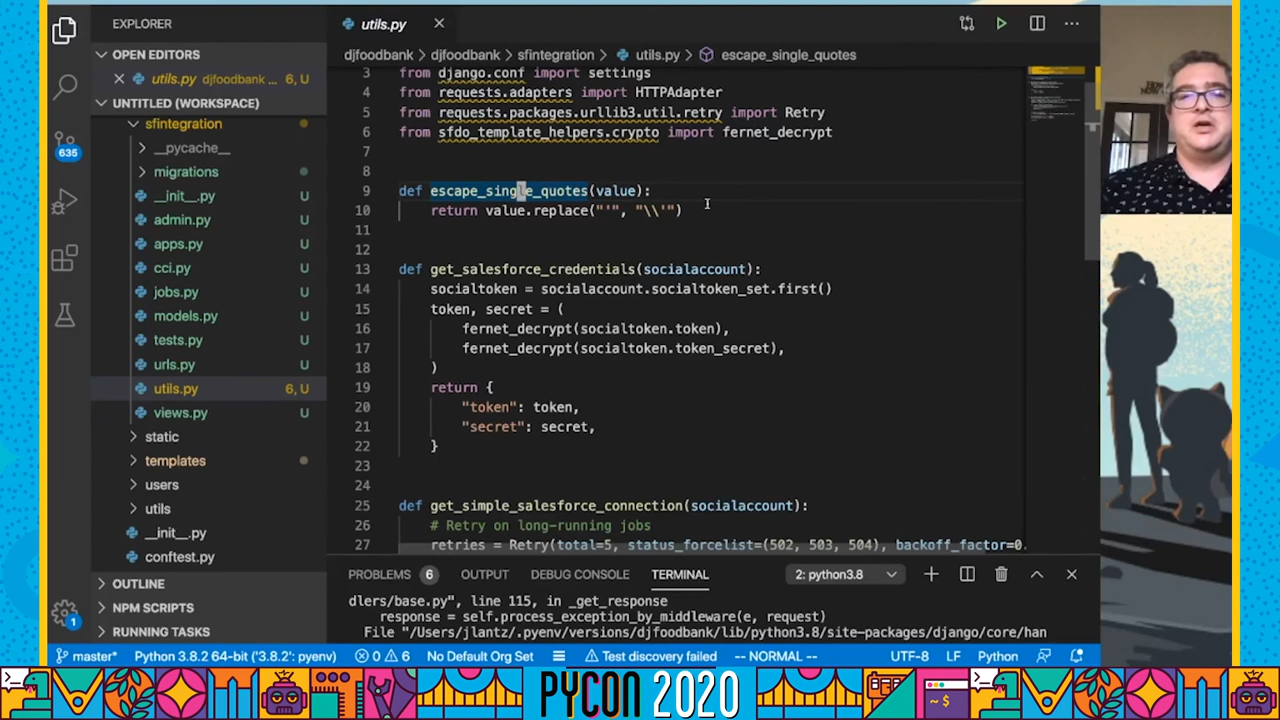 EXPLORER
utils.py
OPEN EDITORS
utils.py djfoodbank ... 6, U
UNTITLED (WORKSPACE)
sfintegration
__pycache__
migrations
__init__.py U
admin.py U
apps.py U
cci.py U
jobs.py U
models.py U
tests.py U
urls.py U
utils.py 6, U
views.py U
static
templates
users
utils
__init__.py
conftest.py
OUTLINE
NPM SCRIPTS
RUNNING TASKS
635
1
djfoodbank > djfoodbank > sfintegration > utils.py > escape_single_quotes
3 from django.conf import settings
4 from requests.adapters import HTTPAdapter
5 from requests.packages.urllib3.util.retry import Retry
6 from sfdo_template_helpers.crypto import fernet_decrypt
7
8
9 def escape_single_quotes(value):
10 return value.replace("'", "\\'")
11
12
13 def get_salesforce_credentials(socialaccount):
14 socialtoken = socialaccount.socialtoken_set.first()
15 token, secret = (
16 fernet_decrypt(socialtoken.token),
17 fernet_decrypt(socialtoken.token_secret),
18 )
19 return {
20 "token": token,
21 "secret": secret,
22 }
23
24
25 def get_simple_salesforce_connection(socialaccount):
26 # Retry on long-running jobs
27 retries = Retry(total=5, status_forcelist=(502, 503, 504), backoff_factor=0.
PROBLEMS 6 OUTPUT DEBUG CONSOLE TERMINAL 2: python3.8
dlers/base.py", line 115, in _get_response
response = self.process_exception_by_middleware(e, request)
File "/Users/jlantz/.pyenv/versions/djfoodbank/lib/python3.8/site-packages/django/core/han
master* Python 3.8.2 64-bit ('3.8.2': pyenv) 0 6 No Default Org Set Test discovery failed -- NORMAL -- UTF-8 LF Python
PYCON 2020
~ $